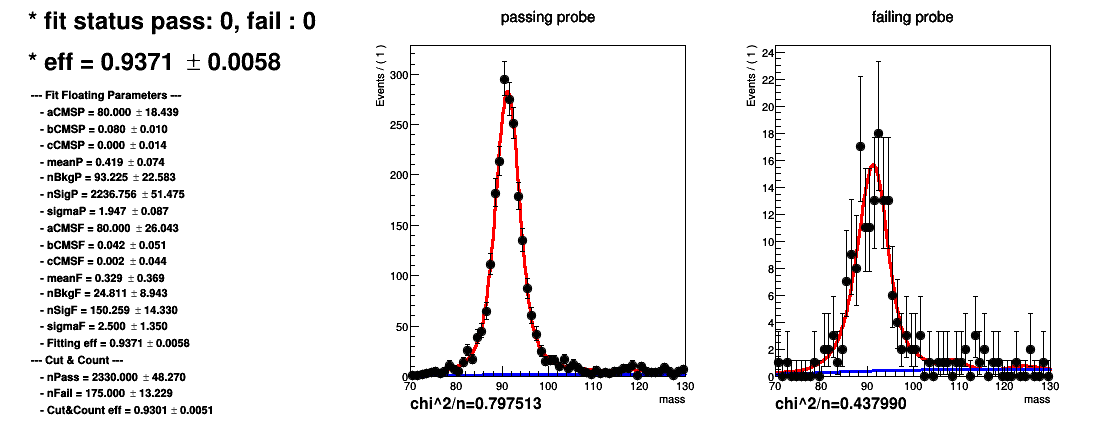 * fit status pass: 0, fail : 0
* eff = 0.9371 ± 0.0058
--- Fit Floating Parameters ---
- aCMSP = 80.000 ± 18.439
- bCMSP = 0.080 ± 0.010
- cCMSP = 0.000 ± 0.014
- meanP = 0.419 ± 0.074
- nBkgP = 93.225 ± 22.583
- nSigP = 2236.756 ± 51.475
- sigmaP = 1.947 ± 0.087
- aCMSF = 80.000 ± 26.043
- bCMSF = 0.042 ± 0.051
- cCMSF = 0.002 ± 0.044
- meanF = 0.329 ± 0.369
- nBkgF = 24.811 ± 8.943
- nSigF = 150.259 ± 14.330
- sigmaF = 2.500 ± 1.350
- Fitting eff = 0.9371 ± 0.0058
--- Cut & Count ---
- nPass = 2330.000 ± 48.270
- nFail = 175.000 ± 13.229
- Cut&Count eff = 0.9301 ± 0.0051
passing probe
Events / ( 1 )
300
250
200
150
100
50
0
70 80 90 100 110 120 130
mass
chi^2/n=0.797513
failing probe
Events / ( 1 )
24
22
20
18
16
14
12
10
8
6
4
2
0
70 80 90 100 110 120 130
mass
chi^2/n=0.437990